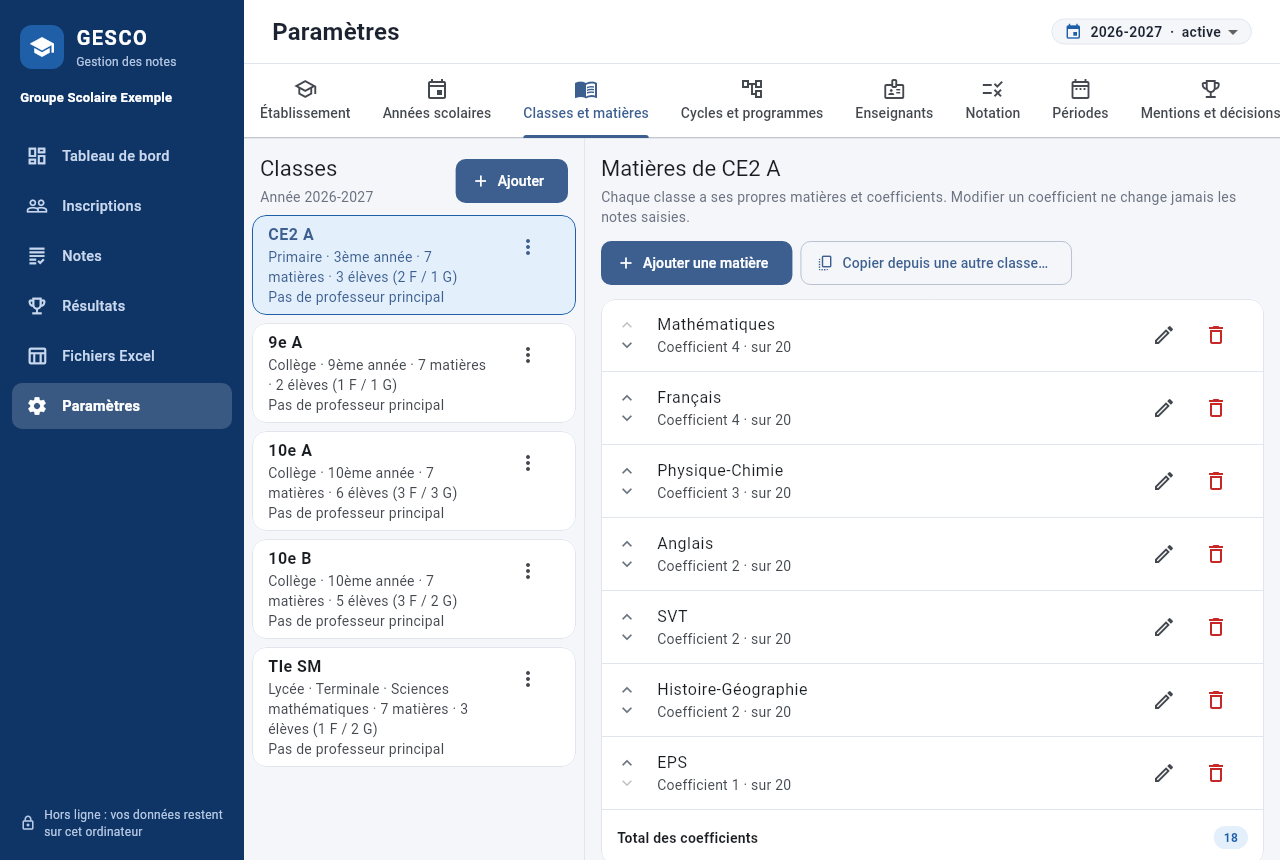 GESCO
Gestion des notes
Groupe Scolaire Exemple
Tableau de bord
Inscriptions
Notes
Résultats
Fichiers Excel
Paramètres
Hors ligne : vos données restent
sur cet ordinateur
Paramètres
2026-2027 · active
Établissement
Années scolaires
Classes et matières
Cycles et programmes
Enseignants
Notation
Périodes
Mentions et décisions
Classes
Année 2026-2027
Ajouter
CE2 A
Primaire · 3ème année · 7
matières · 3 élèves (2 F / 1 G)
Pas de professeur principal
9e A
Collège · 9ème année · 7 matières
· 2 élèves (1 F / 1 G)
Pas de professeur principal
10e A
Collège · 10ème année · 7
matières · 6 élèves (3 F / 3 G)
Pas de professeur principal
10e B
Collège · 10ème année · 7
matières · 5 élèves (3 F / 2 G)
Pas de professeur principal
Tle SM
Lycée · Terminale · Sciences
mathématiques · 7 matières · 3
élèves (1 F / 2 G)
Pas de professeur principal
Matières de CE2 A
Chaque classe a ses propres matières et coefficients. Modifier un coefficient ne change jamais les
notes saisies.
Ajouter une matière
Copier depuis une autre classe...
Mathématiques
Coefficient 4 · sur 20
Français
Coefficient 4 · sur 20
Physique-Chimie
Coefficient 3 · sur 20
Anglais
Coefficient 2 · sur 20
SVT
Coefficient 2 · sur 20
Histoire-Géographie
Coefficient 2 · sur 20
EPS
Coefficient 1 · sur 20
Total des coefficients
18